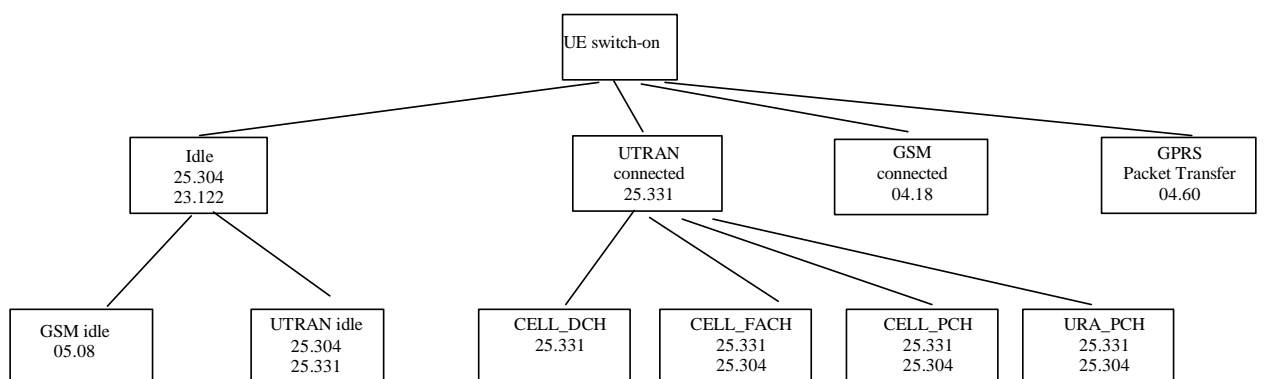 UE switch-on
Idle
25.304
23.122
UTRAN
connected
25.331
GSM
connected
04.18
GPRS
Packet Transfer
04.60
GSM idle
05.08
UTRAN idle
25.304
25.331
CELL_DCH
25.331
CELL_FACH
25.331
25.304
CELL_PCH
25.331
25.304
URA_PCH
25.331
25.304